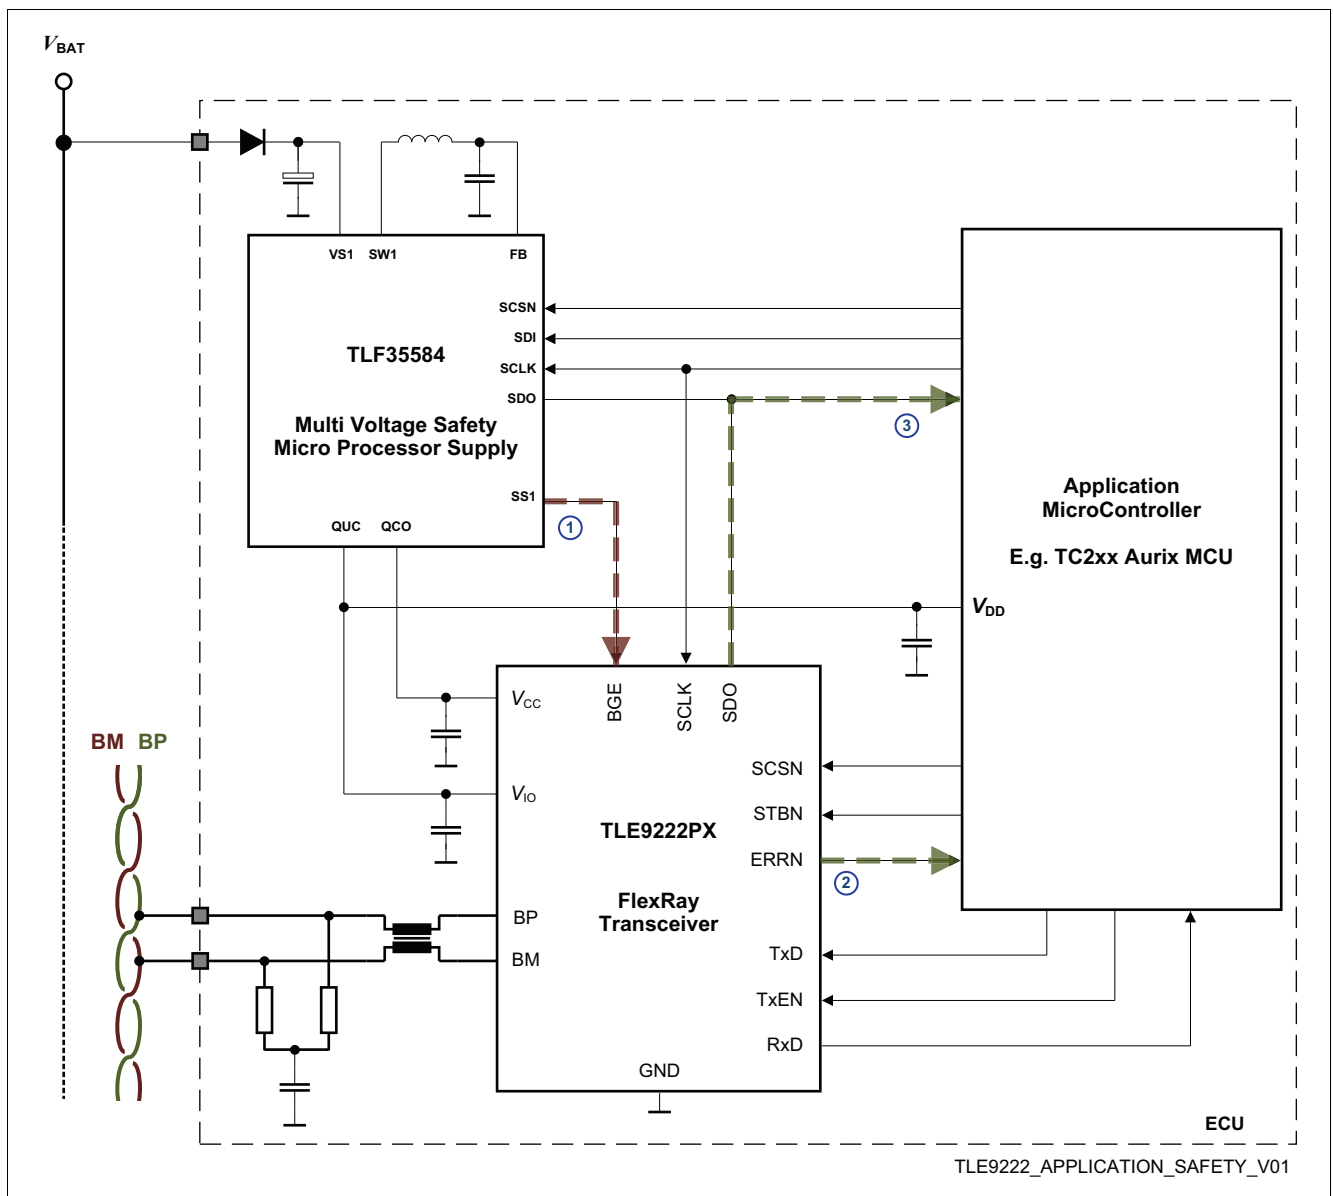 VBAT
VS1 SW1 FB
SCSN
SDI
TLF35584
SCLK
SDO
Multi Voltage Safety
Micro Processor Supply
SS1
QUC QCO
1
3
Application
MicroController
E.g. TC2xx Aurix MCU
VDD
BGE
SCLK
SDO
VCC
VIO
BM BP
SCSN
STBN
ERRN
2
TLE9222PX
FlexRay
Transceiver
BP
BM
TxD
TxEN
RxD
GND
ECU
TLE9222_APPLICATION_SAFETY_V01